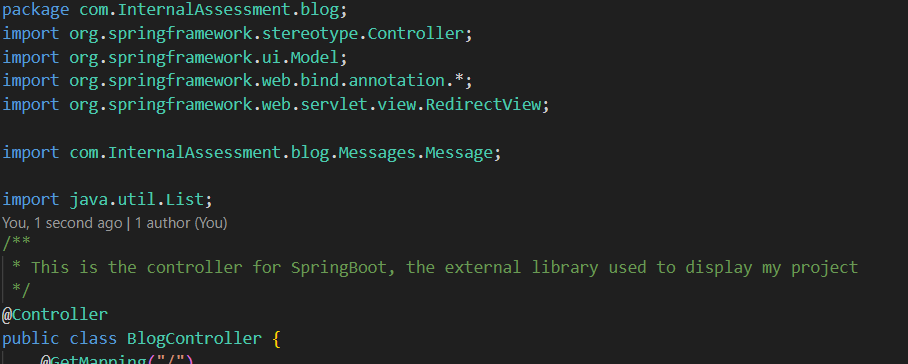 package com.InternalAssessment.blog;
import org.springframework.stereotype.Controller;
import org.springframework.ui.Model;
import org.springframework.web.bind.annotation.*;
import org.springframework.web.servlet.view.RedirectView;
import com.InternalAssessment.blog.Messages.Message;
import java.util.List;
You, 1 second ago | 1 author (You)
/**
* This is the controller for SpringBoot, the external library used to display my project
*/
@Controller
public class BlogController {
@GetMapping("/")